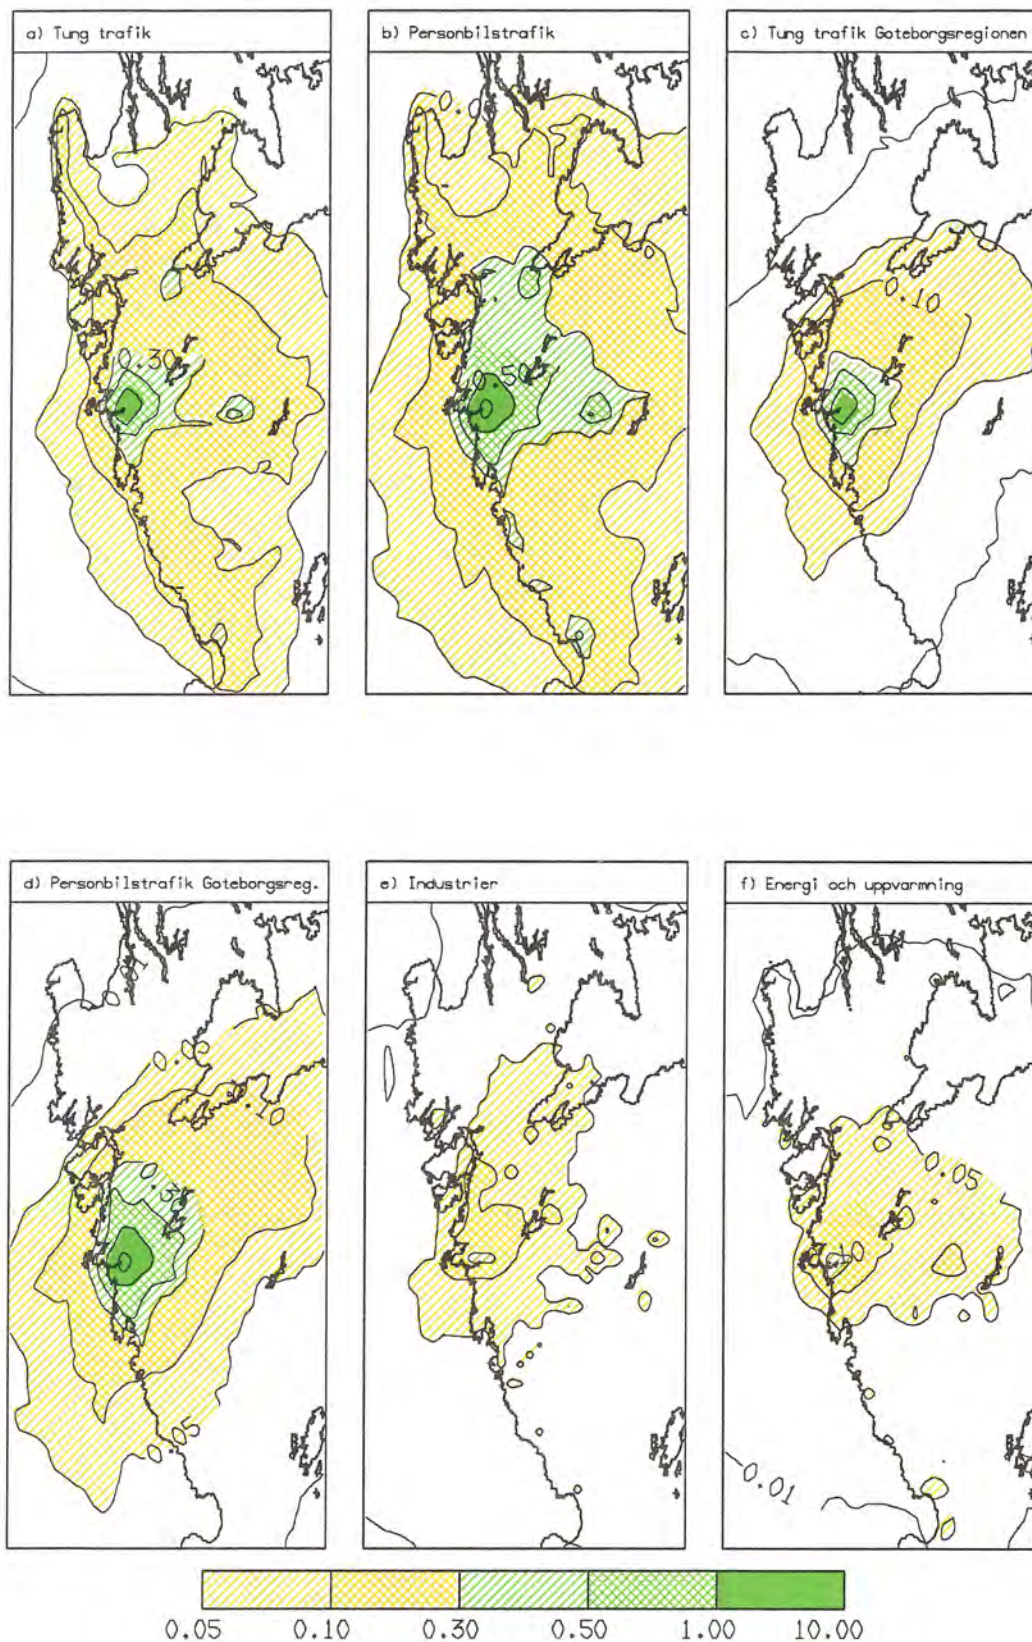 a) Tung trafik
b) Personbilstrafik
c) Tung trafik Goteborgsregionen
0.30
0.50
0.10
d) Personbilstrafik Goteborgsreg.
e) Industrier
f) Energi och uppvarmning
0.10
0.05
0.05
0.01
0.05 0.10 0.30 0.50 1.00 10.00